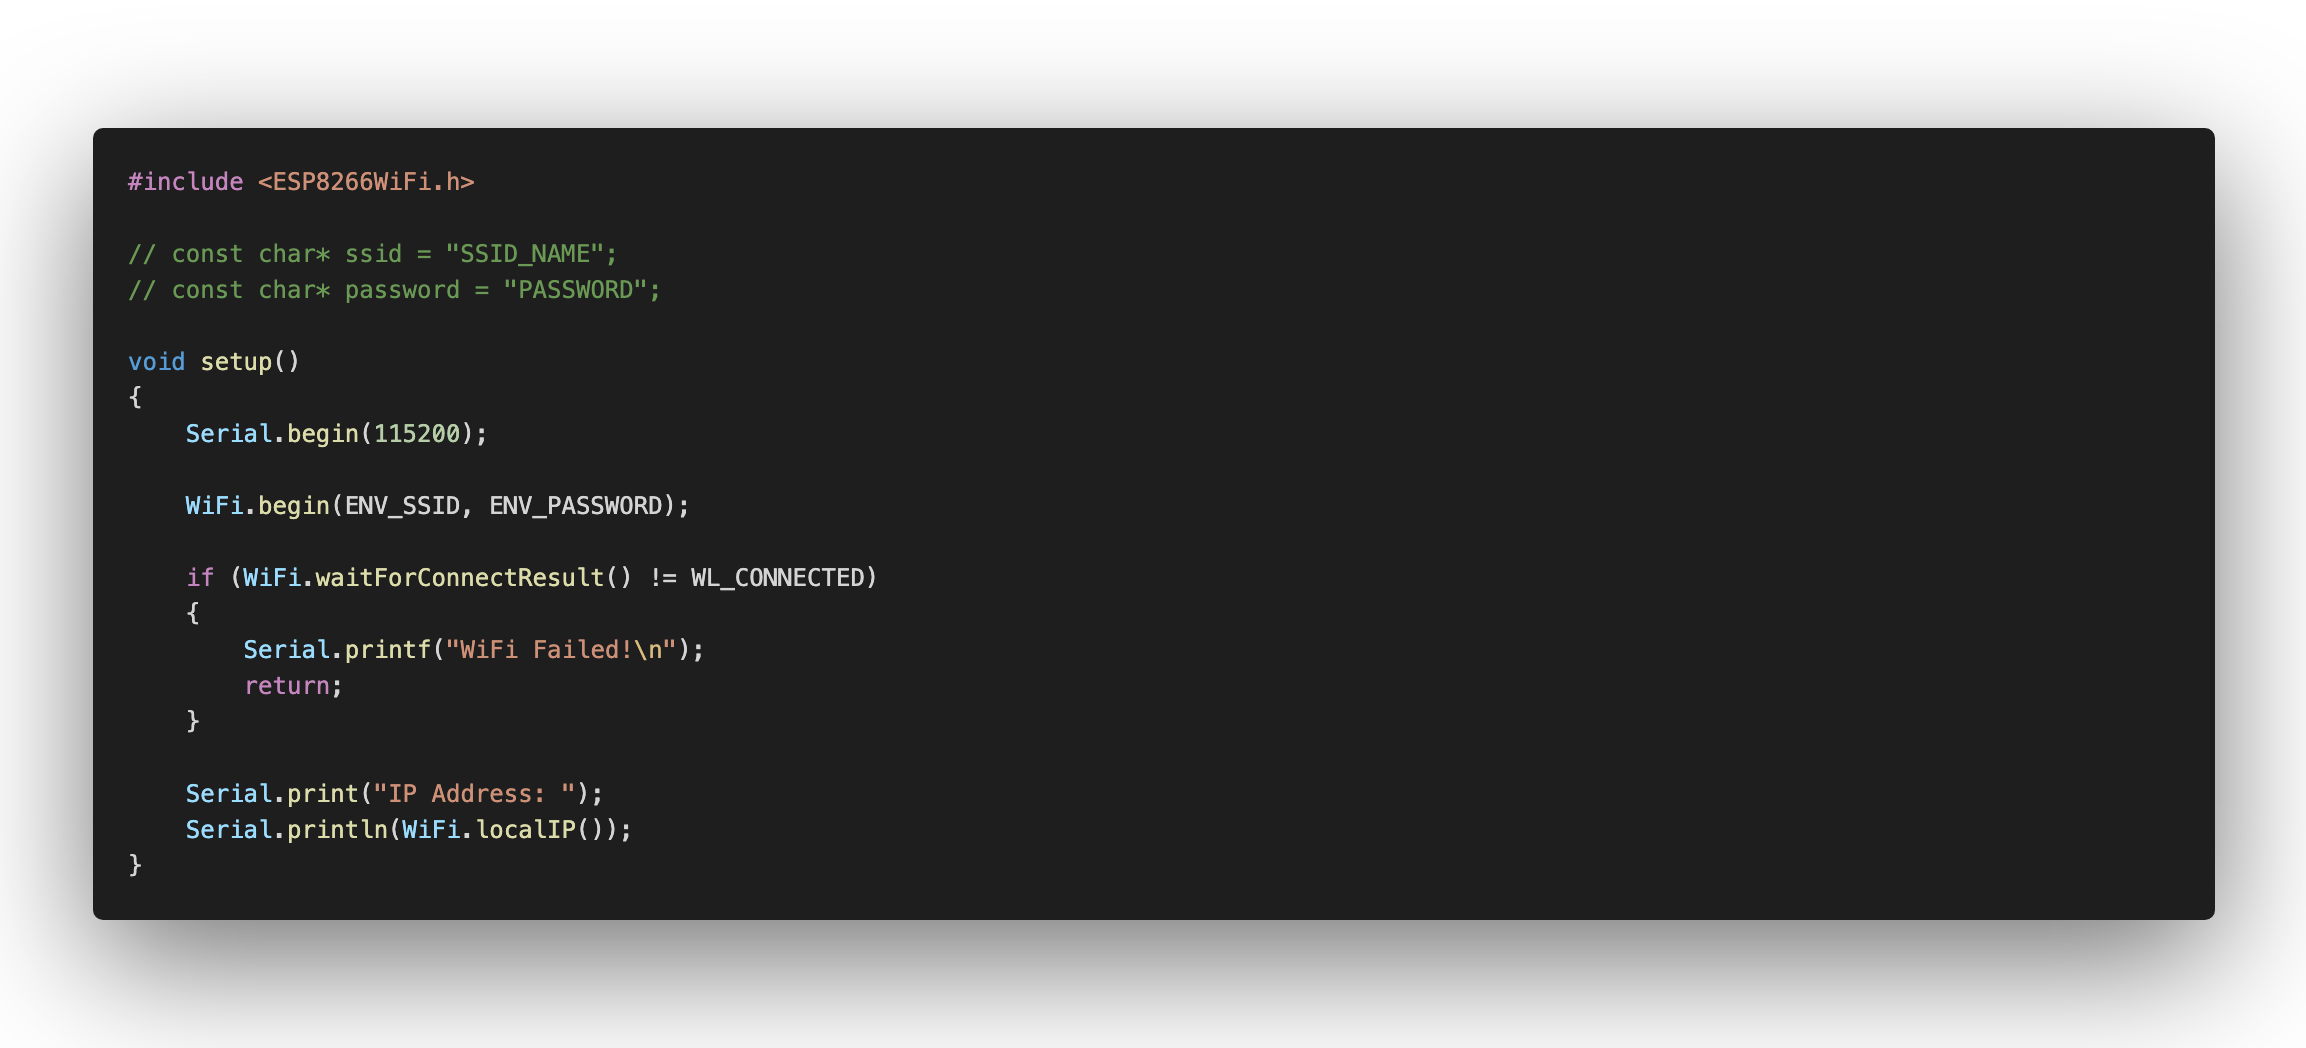 #include <ESP8266WiFi.h>

// const char* ssid = "SSID_NAME";
// const char* password = "PASSWORD";

void setup()
{
    Serial.begin(115200);

    WiFi.begin(ENV_SSID, ENV_PASSWORD);

    if (WiFi.waitForConnectResult() != WL_CONNECTED)
    {
        Serial.printf("WiFi Failed!\n");
        return;
    }

    Serial.print("IP Address: ");
    Serial.println(WiFi.localIP());
}